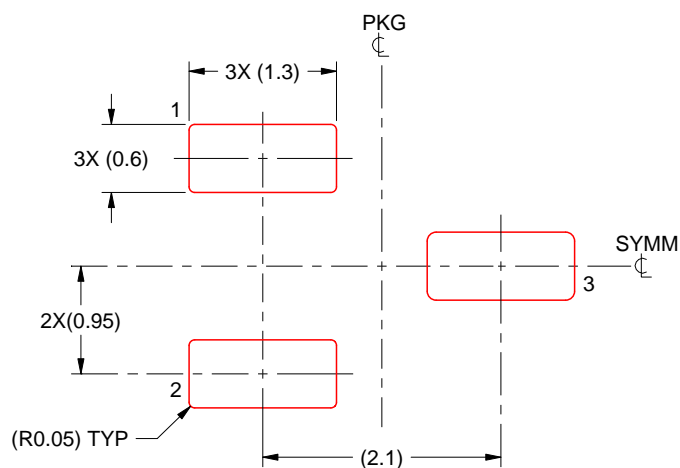 PKG
℄
3X (1.3)
1
3X (0.6)
SYMM
℄
3
2X(0.95)
2
(R0.05) TYP
(2.1)